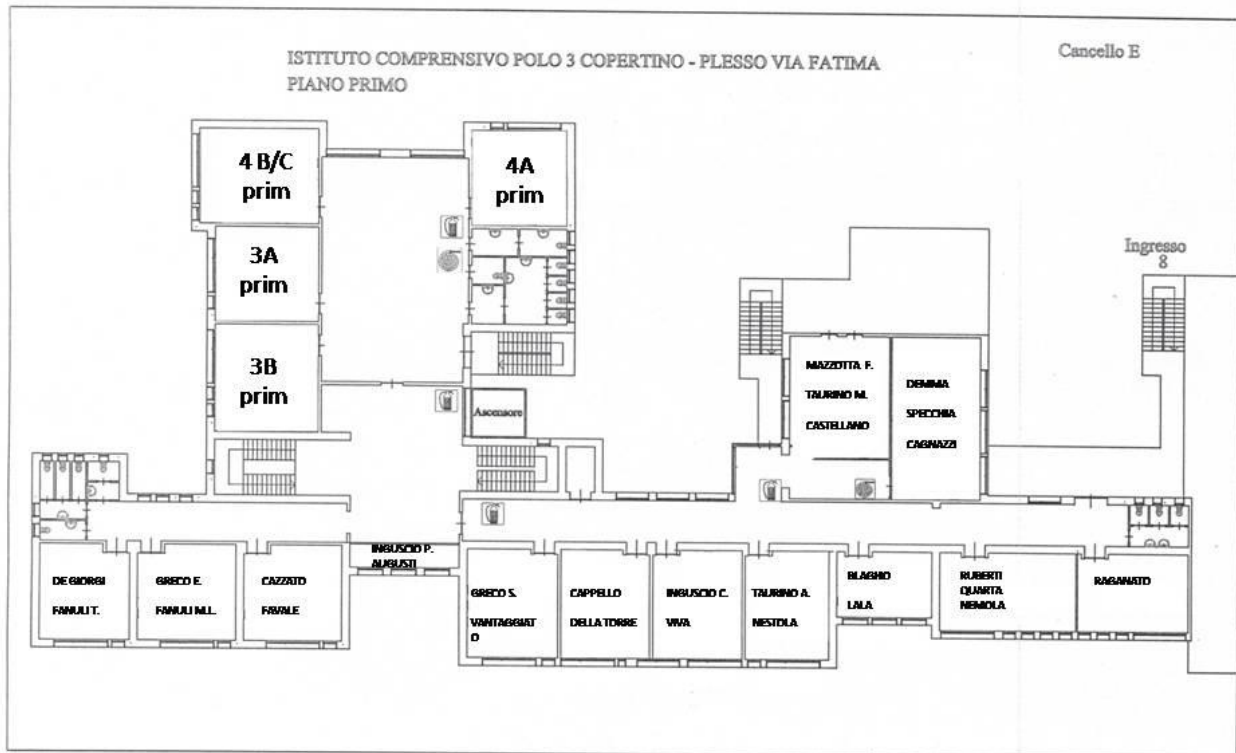 ISTITUTO COMPRENSIVO POLO 3 COPERTINO - PLESSO VIA FATIMA
PIANO PRIMO
Cancello E
4 B/C
prim
4A
prim
3A
prim
Ingresso
8
3B
prim
Ascensore
MAZZOTTA F.
TAURINO M.
CASTELLANO
DEMMA
SPECCHIA
CAGNAZZI
DE GIORGI
FANULI T.
GRECO E.
FANULI M.L.
CAZZATO
FAVALE
INGUSCIO P.
AUGUSTI
GRECO S.
VANTAGGIAT
O
CAPPELLO
DELLA TORRE
INGUSCIO C.
VIVA
TAURINO A.
NESTOLA
BLAGHO
LALA
RUBERTI
QUARTA
NEMOLA
RAGANATO